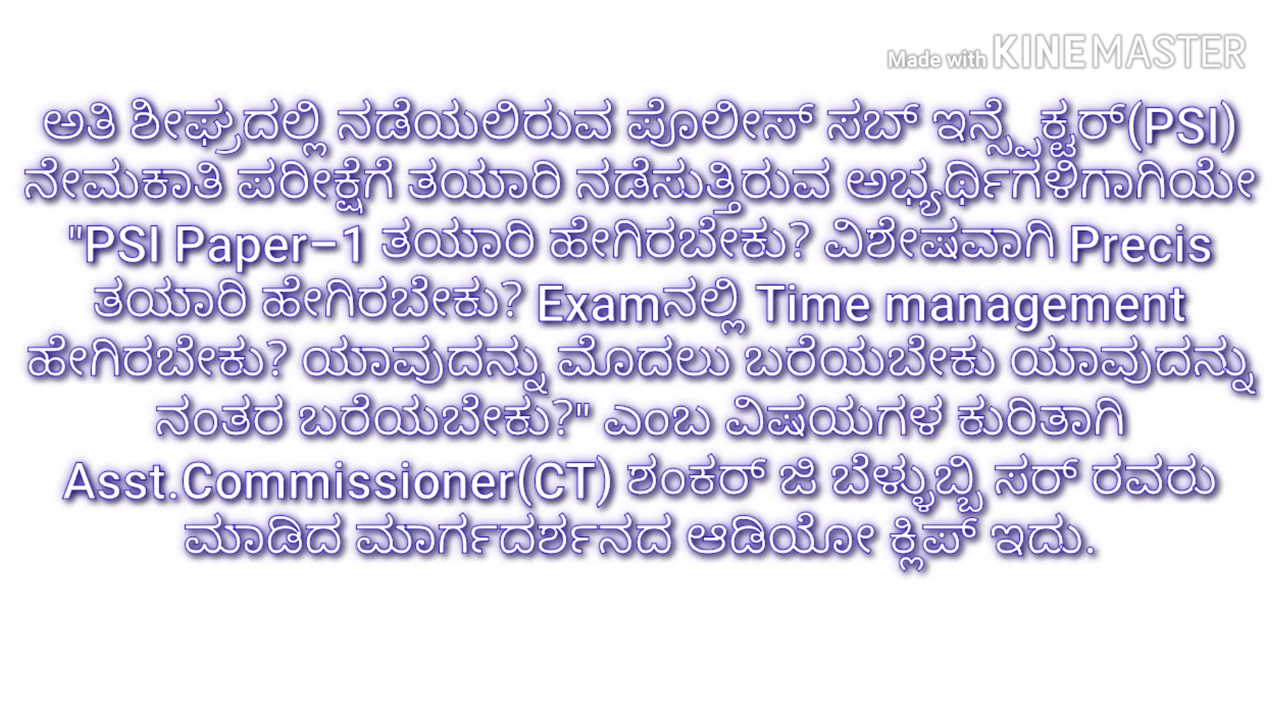 Made with KINEMASTER
ಅತಿ ಶೀಘ್ರದಲ್ಲಿ ನಡೆಯಲಿರುವ ಪೊಲೀಸ್ ಸಬ್ ಇನ್ಸ್ಪೆಕ್ಟರ್(PSI)
ನೇಮಕಾತಿ ಪರೀಕ್ಷೆಗೆ ತಯಾರಿ ನಡೆಸುತ್ತಿರುವ ಅಭ್ಯರ್ಥಿಗಳಿಗಾಗಿಯೇ
"PSI Paper-1 ತಯಾರಿ ಹೇಗಿರಬೇಕು? ವಿಶೇಷವಾಗಿ Precis
ತಯಾರಿ ಹೇಗಿರಬೇಕು? Examನಲ್ಲಿ Time management
ಹೇಗಿರಬೇಕು? ಯಾವುದನ್ನು ಮೊದಲು ಬರೆಯಬೇಕು ಯಾವುದನ್ನು
ನಂತರ ಬರೆಯಬೇಕು?" ಎಂಬ ವಿಷಯಗಳ ಕುರಿತಾಗಿ
Asst.Commissioner(CT) ಶಂಕರ್ ಜಿ ಬೆಳ್ಳುಬ್ಬಿ ಸರ್ ರವರು
ಮಾಡಿದ ಮಾರ್ಗದರ್ಶನದ ಆಡಿಯೋ ಕ್ಲಿಪ್ ಇದು.